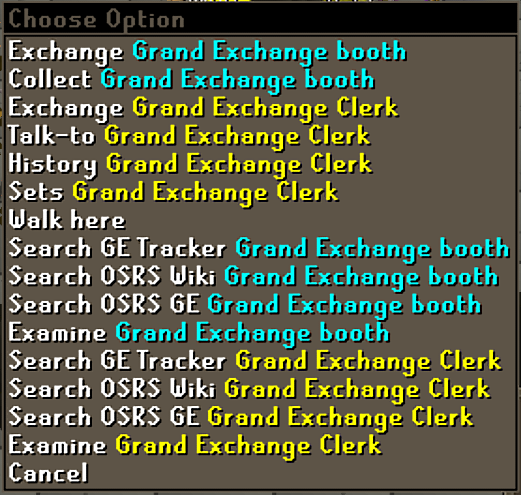 Choose Option
Exchange Grand Exchange booth
Collect Grand Exchange booth
Exchange Grand Exchange Clerk
Talk-to Grand Exchange Clerk
History Grand Exchange Clerk
Sets Grand Exchange Clerk
Walk here
Search GE Tracker Grand Exchange booth
Search OSRS Wiki Grand Exchange booth
Search OSRS GE Grand Exchange booth
Examine Grand Exchange booth
Search GE Tracker Grand Exchange Clerk
Search OSRS Wiki Grand Exchange Clerk
Search OSRS GE Grand Exchange Clerk
Examine Grand Exchange Clerk
Cancel